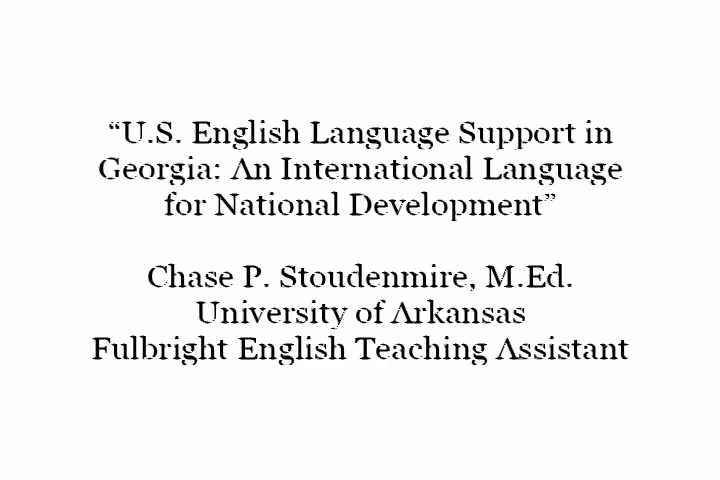 “U.S. English Language Support in
Georgia: An International Language
for National Development”
Chase P. Stoudenmire, M.Ed.
University of Arkansas
Fulbright English Teaching Assistant